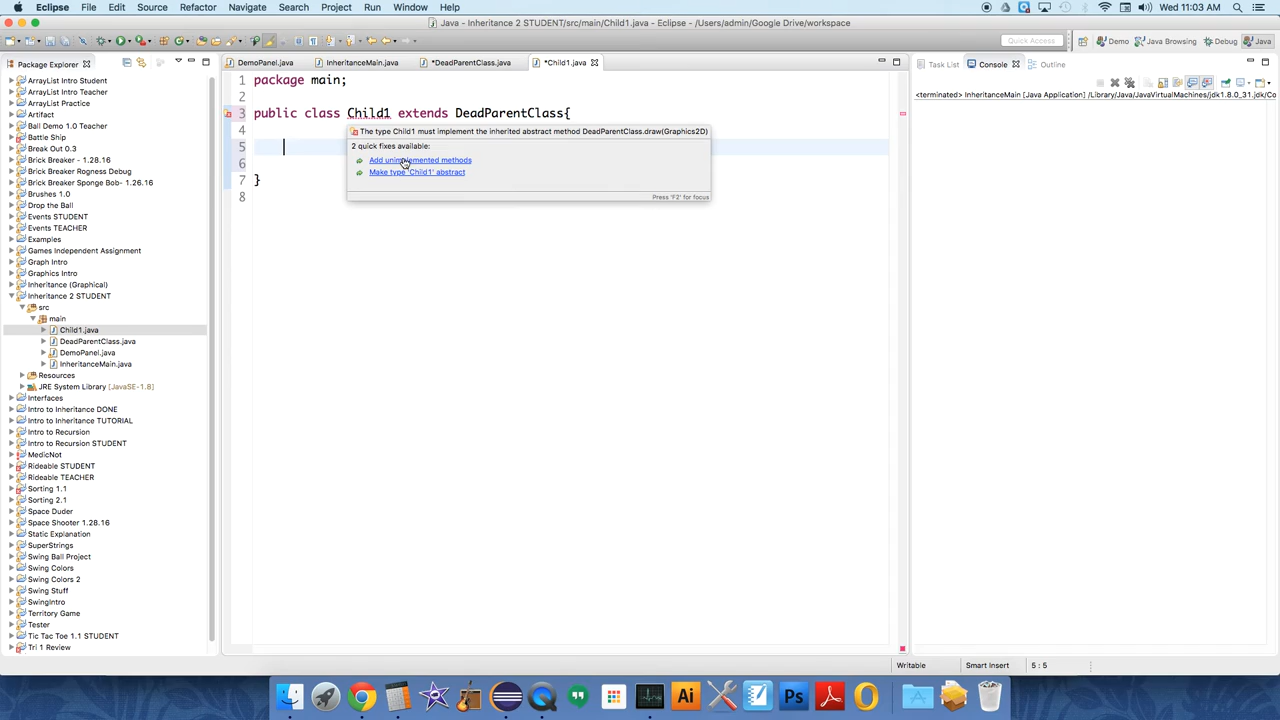 Eclipse File Edit Source Refactor Navigate Search Project Run Window Help Wed 11:03 AM
Java - Inheritance 2 STUDENT/src/main/Child1.java - Eclipse - /Users/admin/Google Drive/workspace
Quick Access Demo Java Browsing Debug Java
Package Explorer
DemoPanel.java InheritanceMain.java *DeadParentClass.java *Child1.java
Task List Console Outline
<terminated> InheritanceMain [Java Application] /Library/Java/JavaVirtualMachines/jdk1.8.0_31.jdk/Co
ArrayList Intro Student
ArrayList Intro Teacher
ArrayList Practice
Artifact
Ball Demo 1.0 Teacher
Battle Ship
Break Out 0.3
Brick Breaker - 1.28.16
Brick Breaker Rogness Debug
Brick Breaker Sponge Bob- 1.26.16
Brushes 1.0
Drop the Ball
Events STUDENT
Events TEACHER
Examples
Games Independent Assignment
Graph Intro
Graphics Intro
Inheritance (Graphical)
Inheritance 2 STUDENT
src
main
Child1.java
DeadParentClass.java
DemoPanel.java
InheritanceMain.java
Resources
JRE System Library [JavaSE-1.8]
Interfaces
Intro to Inheritance DONE
Intro to Inheritance TUTORIAL
Intro to Recursion
Intro to Recursion STUDENT
MedicNot
Rideable STUDENT
Rideable TEACHER
Sorting 1.1
Sorting 2.1
Space Duder
Space Shooter 1.28.16
Static Explanation
SuperStrings
Swing Ball Project
Swing Colors
Swing Colors 2
Swing Stuff
SwingIntro
Territory Game
Tester
Tic Tac Toe 1.1 STUDENT
Tri 1 Review
1 package main;
2
3 public class Child1 extends DeadParentClass{
4
5
6
7 }
8
The type Child1 must implement the inherited abstract method DeadParentClass.draw(Graphics2D)
2 quick fixes available:
Add unimplemented methods
Make type 'Child1' abstract
Press 'F2' for focus
Writable Smart Insert 5 : 5
Ai Ps